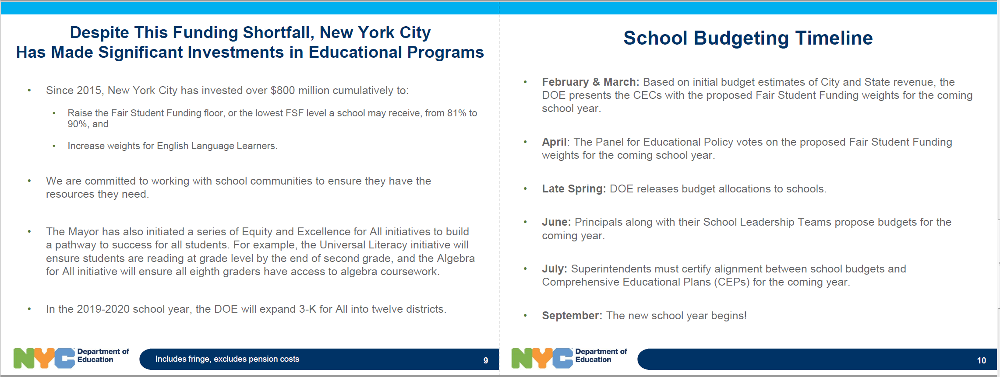 Despite This Funding Shortfall, New York City
Has Made Significant Investments in Educational Programs
• Since 2015, New York City has invested over $800 million cumulatively to:
• Raise the Fair Student Funding floor, or the lowest FSF level a school may receive, from 81% to
90%, and
• Increase weights for English Language Learners.
• We are committed to working with school communities to ensure they have the
resources they need.
• The Mayor has also initiated a series of Equity and Excellence for All initiatives to build
a pathway to success for all students. For example, the Universal Literacy initiative will
ensure students are reading at grade level by the end of second grade, and the Algebra
for All initiative will ensure all eighth graders have access to algebra coursework.
• In the 2019-2020 school year, the DOE will expand 3-K for All into twelve districts.
NYC Department of
Education
Includes fringe, excludes pension costs
9
School Budgeting Timeline
• February & March: Based on initial budget estimates of City and State revenue, the
DOE presents the CECs with the proposed Fair Student Funding weights for the coming
school year.
• April: The Panel for Educational Policy votes on the proposed Fair Student Funding
weights for the coming school year.
• Late Spring: DOE releases budget allocations to schools.
• June: Principals along with their School Leadership Teams propose budgets for the
coming year.
• July: Superintendents must certify alignment between school budgets and
Comprehensive Educational Plans (CEPs) for the coming year.
• September: The new school year begins!
NYC Department of
Education
10